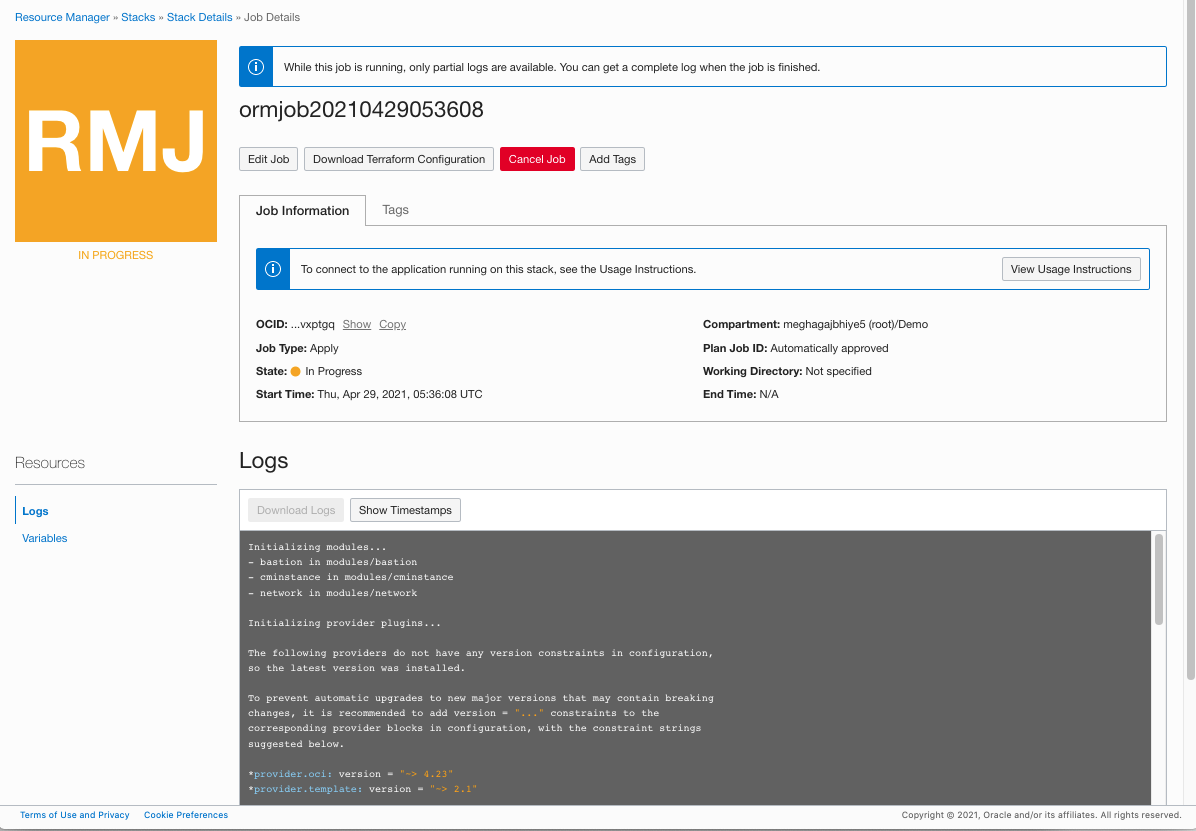 Resource Manager » Stacks » Stack Details » Job Details
RMJ
IN PROGRESS
While this job is running, only partial logs are available. You can get a complete log when the job is finished.
ormjob20210429053608
Edit Job Download Terraform Configuration Cancel Job Add Tags
Job Information Tags
To connect to the application running on this stack, see the Usage Instructions. View Usage Instructions
OCID: ...vxptgq Show Copy
Job Type: Apply
State: In Progress
Start Time: Thu, Apr 29, 2021, 05:36:08 UTC
Compartment: meghagajbhiye5 (root)/Demo
Plan Job ID: Automatically approved
Working Directory: Not specified
End Time: N/A
Resources
Logs
Variables
Logs
Download Logs Show Timestamps
Initializing modules...
- bastion in modules/bastion
- cminstance in modules/cminstance
- network in modules/network
Initializing provider plugins...
The following providers do not have any version constraints in configuration,
so the latest version was installed.
To prevent automatic upgrades to new major versions that may contain breaking
changes, it is recommended to add version = "..." constraints to the
corresponding provider blocks in configuration, with the constraint strings
suggested below.
*provider.oci: version = "~> 4.23"
*provider.template: version = "~> 2.1"
Terms of Use and Privacy Cookie Preferences
Copyright © 2021, Oracle and/or its affiliates. All rights reserved.